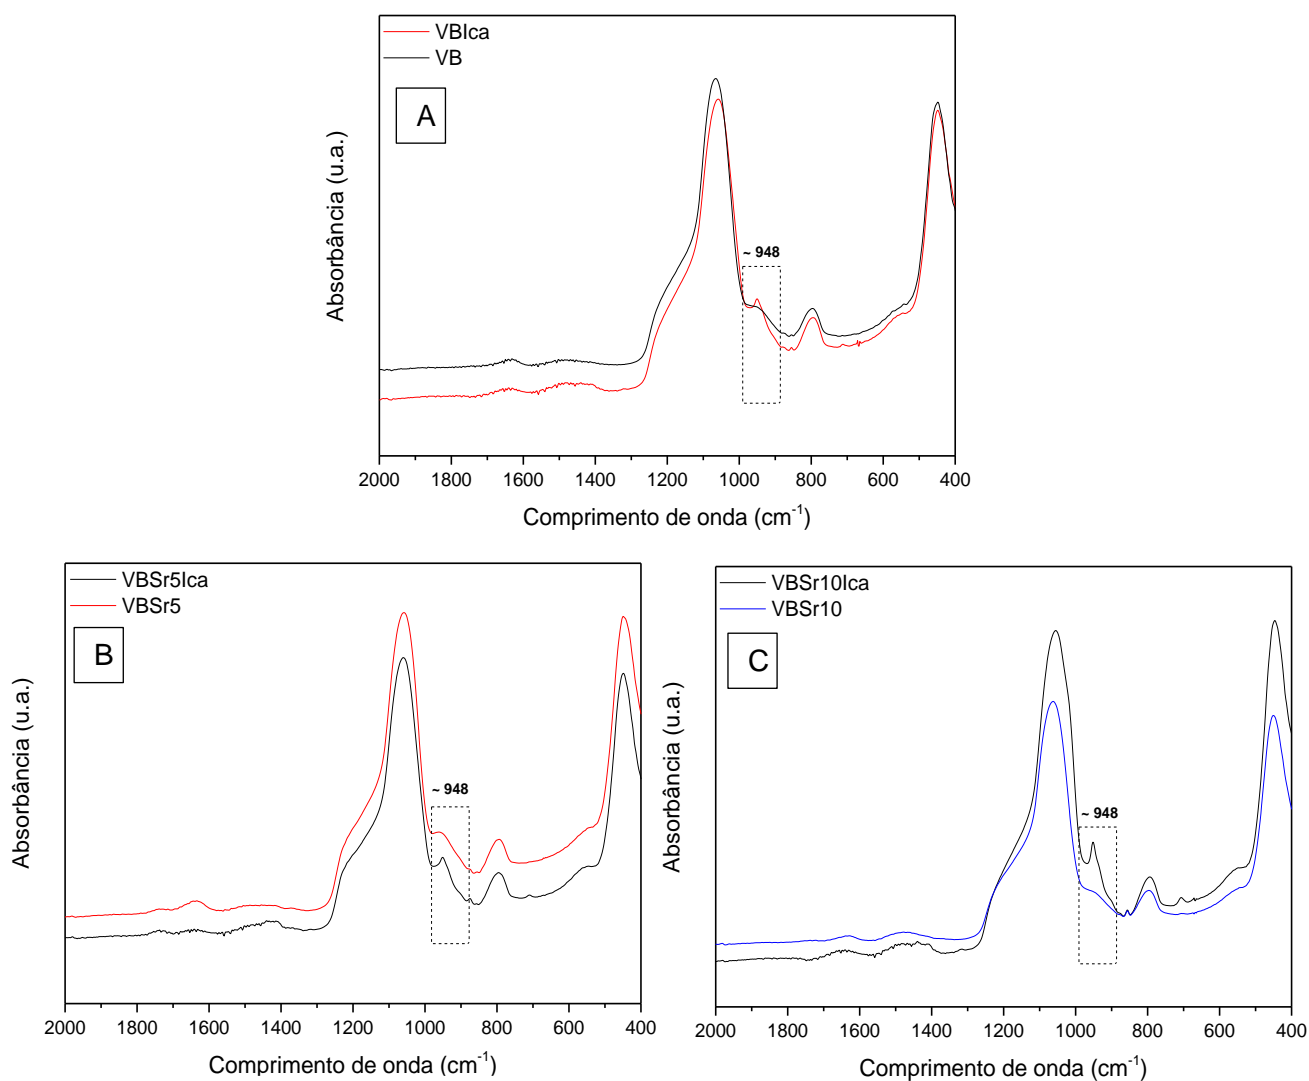 VBIca
VB
A
~ 948
Absorbância (u.a.)
2000 1800 1600 1400 1200 1000 800 600 400
Comprimento de onda (cm⁻¹)
VBSr5Ica
VBSr5
B
~ 948
Absorbância (u.a.)
2000 1800 1600 1400 1200 1000 800 600 400
Comprimento de onda (cm⁻¹)
VBSr10Ica
VBSr10
C
~ 948
Absorbância (u.a.)
2000 1800 1600 1400 1200 1000 800 600 400
Comprimento de onda (cm⁻¹)